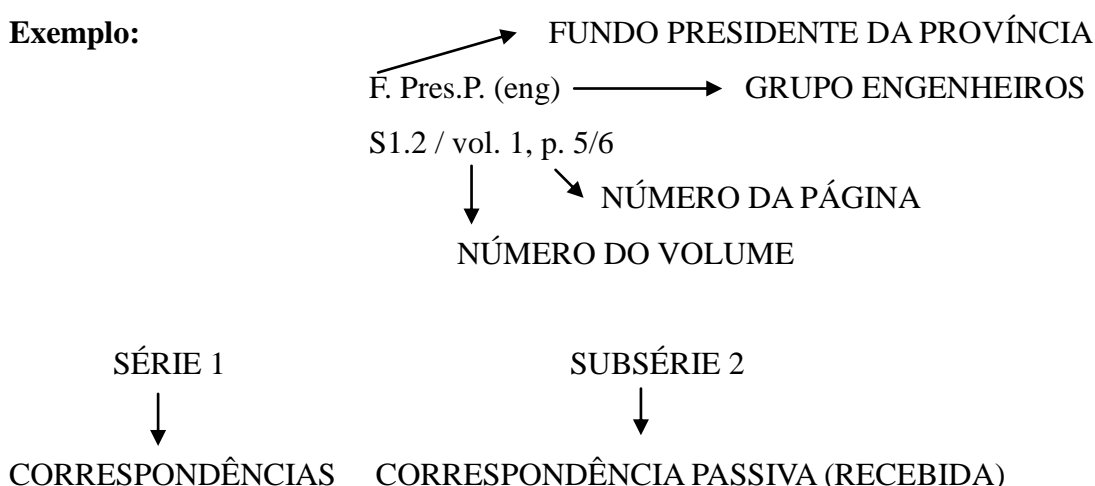 Exemplo: FUNDO PRESIDENTE DA PROVÍNCIA
F. Pres.P. (eng) GRUPO ENGENHEIROS
S1.2 / vol. 1, p. 5/6
NÚMERO DA PÁGINA
NÚMERO DO VOLUME
SÉRIE 1 SUBSÉRIE 2
CORRESPONDÊNCIAS CORRESPONDÊNCIA PASSIVA (RECEBIDA)